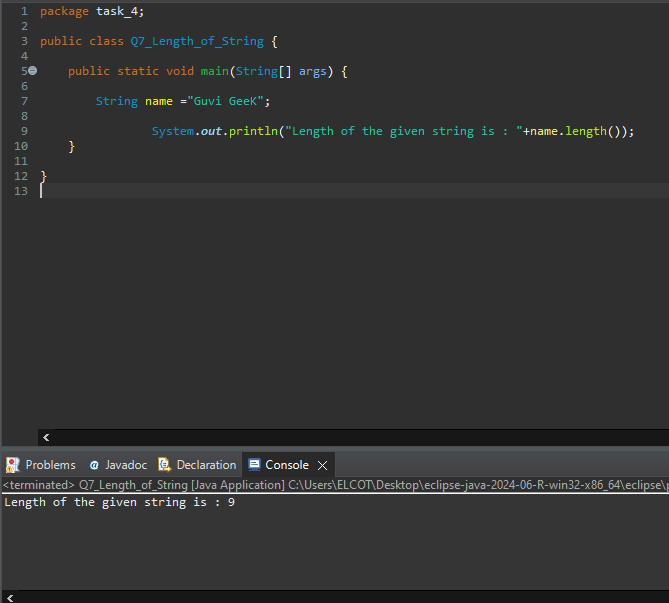 1 package task_4;
2
3 public class Q7_Length_of_String {
4
5 public static void main(String[] args) {
6
7 String name ="Guvi GeeK";
8
9 System.out.println("Length of the given string is : "+name.length());
10 }
11
12 }
13
Problems @ Javadoc Declaration Console
<terminated> Q7_Length_of_String [Java Application] C:\Users\ELCOT\Desktop\eclipse-java-2024-06-R-win32-x86_64\eclipse\p
Length of the given string is : 9